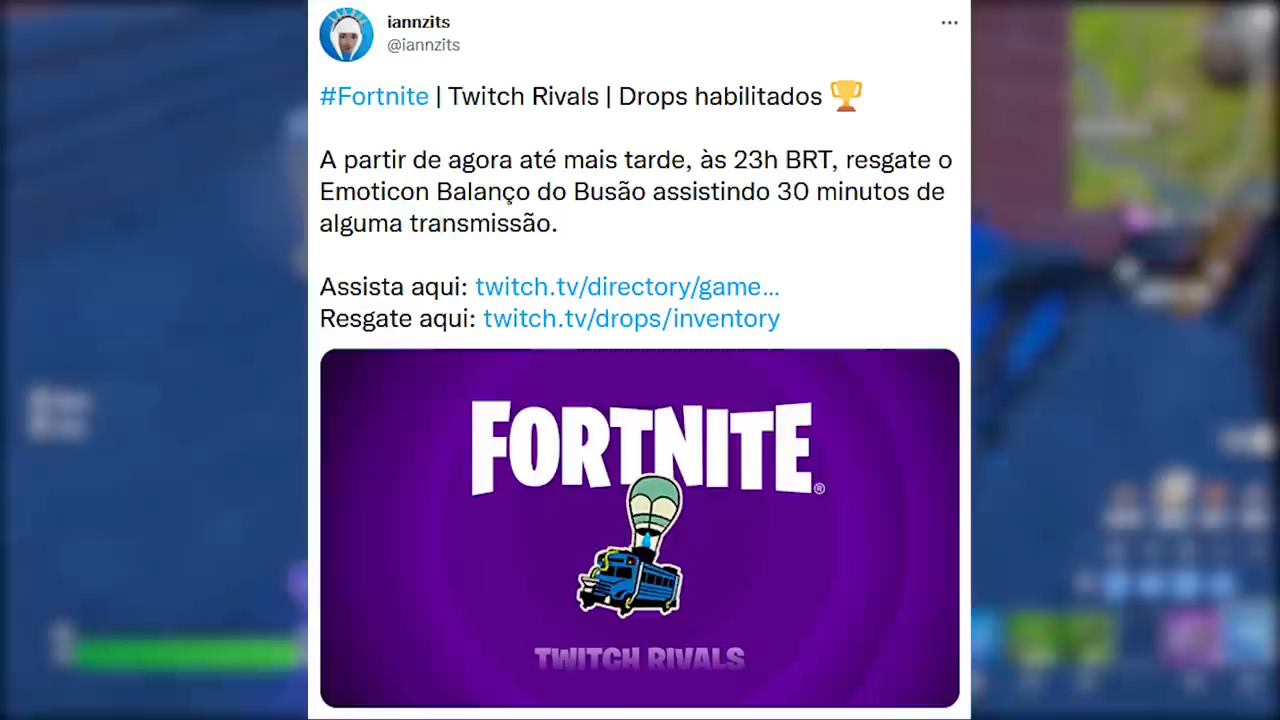 iannzits
@iannzits
#Fortnite | Twitch Rivals | Drops habilitados 🏆
A partir de agora até mais tarde, às 23h BRT, resgate o
Emoticon Balanço do Busão assistindo 30 minutos de
alguma transmissão.
Assista aqui: twitch.tv/directory/game...
Resgate aqui: twitch.tv/drops/inventory
FORTNITE®
TWITCH RIVALS